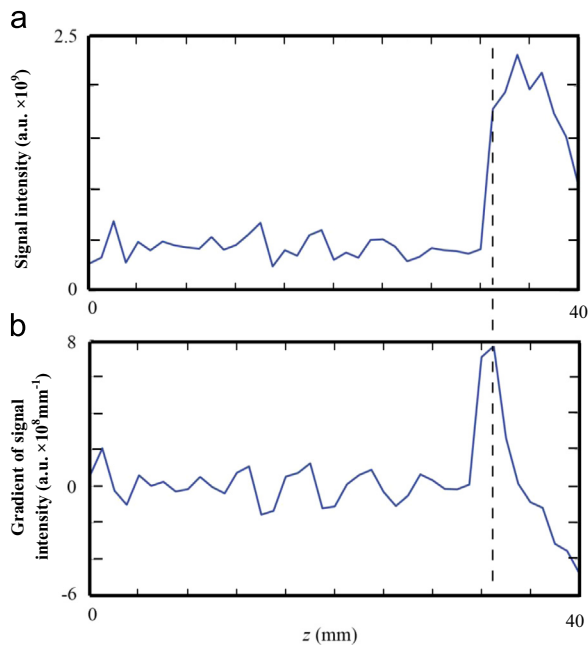 a
2.5
Signal intensity (a.u. ×10⁹)
0
0
40
b
8
Gradient of signal
intensity (a.u. ×10⁸mm⁻¹)
0
-6
0
40
z (mm)